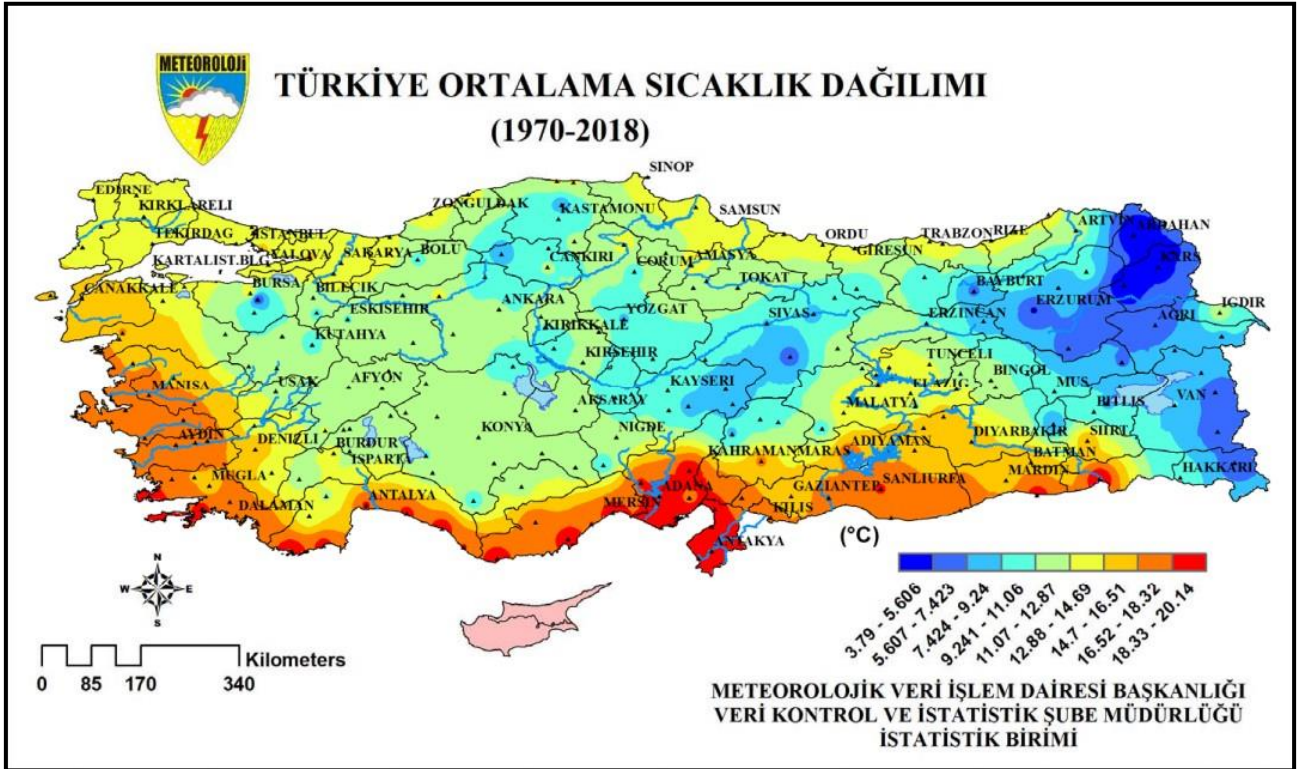 METEOROLOJİ
TÜRKİYE ORTALAMA SICAKLIK DAĞILIMI
(1970-2018)
SINOP
EDIRNE
KIRKLARELI
ZONGULDAK
KASTAMONU
SAMSUN
TEKIRDAG
ISTANBUL
SAKARYA
BOLU
ORDU
TRABZON
RIZE
ARTVIN
ARDAHAN
GIRESUN
KARTALIST.BLG
YALOVA
CANKIRI
CORUM
AMASYA
KARS
CANAKKALE
BURSA
BILECIK
TOKAT
BAYBURT
ESKISEHIR
ANKARA
YOZGAT
SIVAS
ERZINCAN
ERZURUM
IGDIR
AGRI
KUTAHYA
KIRIKKALE
KIRSEHIR
TUNCELI
MANISA
USAK
AFYON
KAYSERI
ELAZIG
BINGOL
MUS
AKSARAY
MALATYA
BITLIS
VAN
AYDIN
DENIZLI
BURDUR
KONYA
NIGDE
DIYARBAKIR
SIIRT
ISPARTA
KAHRAMANMARAS
ADIYAMAN
BATMAN
MUGLA
MARDIN
HAKKARI
ANTALYA
ADANA
GAZIANTEP
SANLIURFA
DALAMAN
MERSIN
KILIS
ANTAKYA
(°C)
3.79 - 5.606
5.607 - 7.423
7.424 - 9.24
9.241 - 11.06
11.07 - 12.87
12.88 - 14.69
14.7 - 16.51
16.52 - 18.32
18.33 - 20.14
N
W E
S
Kilometers
0 85 170 340
METEOROLOJİK VERİ İŞLEM DAİRESİ BAŞKANLIĞI
VERİ KONTROL VE İSTATİSTİK ŞUBE MÜDÜRLÜĞÜ
İSTATİSTİK BİRİMİ